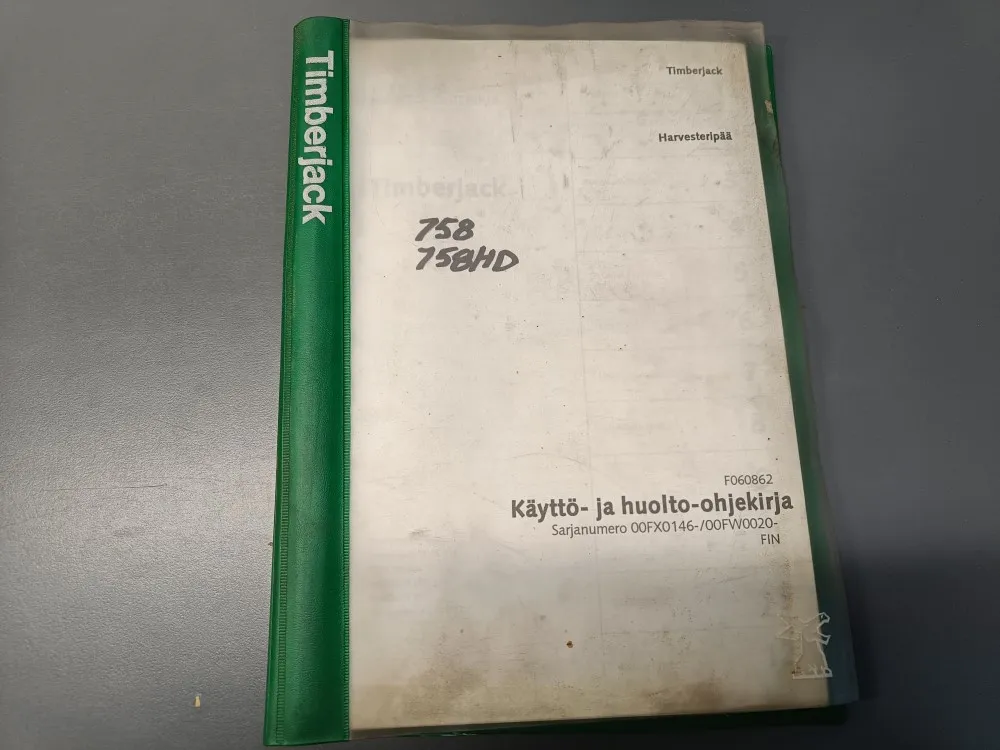 Timberjack
Timberjack
Harvesteripää
Timberjack
758
758HD
F060862
Käyttö- ja huolto-ohjekirja
Sarjanumero 00FX0146-/00FW0020-
FIN